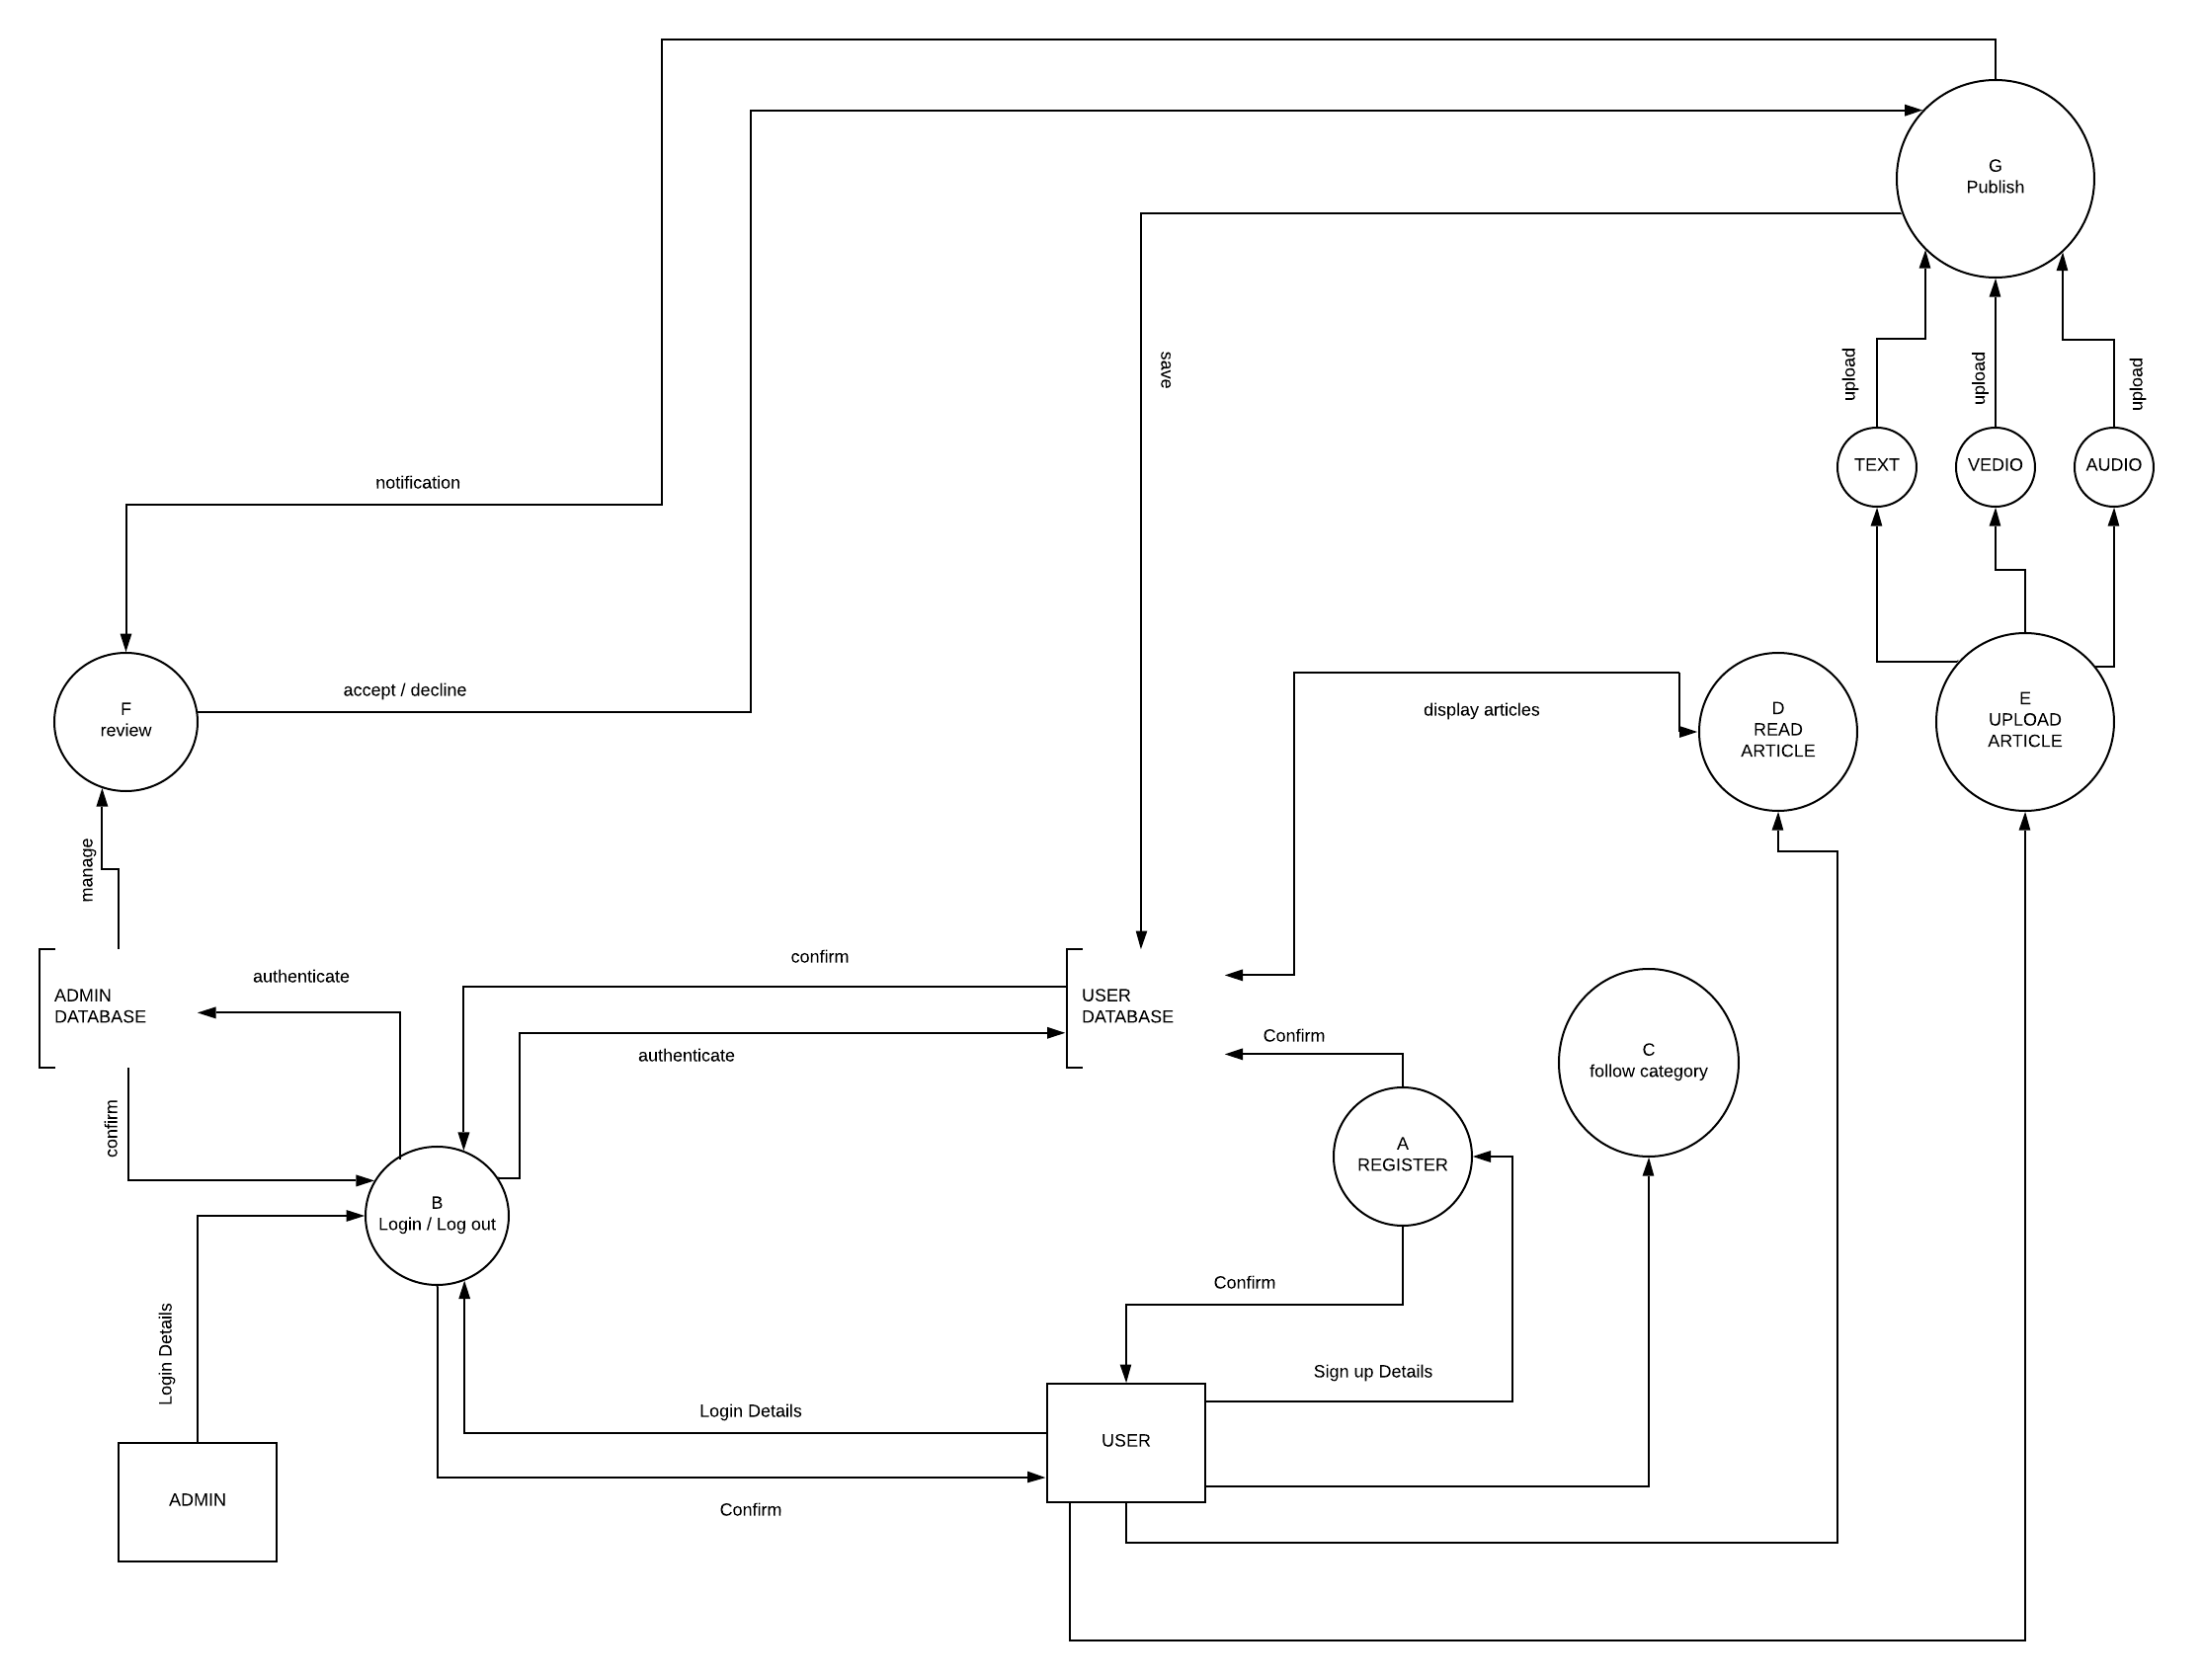 G
Publish
save
upload
upload
upload
TEXT
VEDIO
AUDIO
notification
accept / decline
F
review
display articles
D
READ
ARTICLE
E
UPLOAD
ARTICLE
manage
confirm
authenticate
ADMIN
DATABASE
USER
DATABASE
authenticate
Confirm
C
follow category
confirm
A
REGISTER
B
Login / Log out
Confirm
Login Details
Sign up Details
Login Details
USER
ADMIN
Confirm